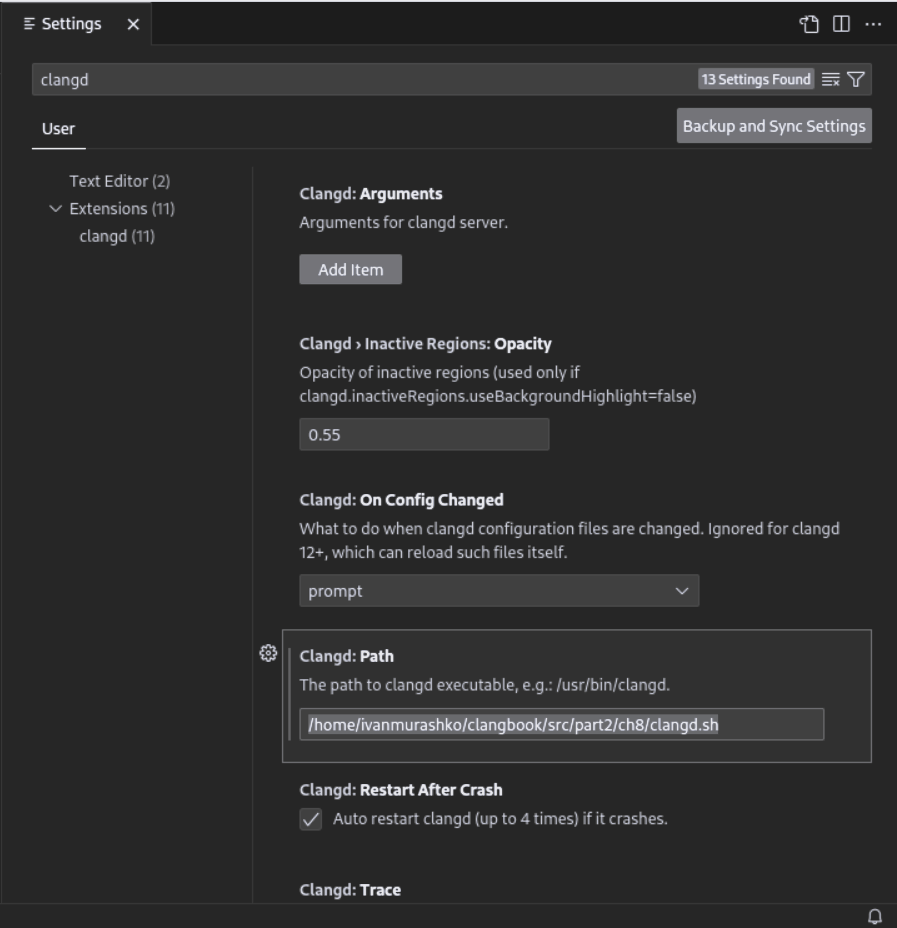 Settings
clangd
13 Settings Found
User
Backup and Sync Settings
Text Editor (2)
Extensions (11)
clangd (11)
Clangd: Arguments
Arguments for clangd server.
Add Item
Clangd › Inactive Regions: Opacity
Opacity of inactive regions (used only if
clangd.inactiveRegions.useBackgroundHighlight=false)
0.55
Clangd: On Config Changed
What to do when clangd configuration files are changed. Ignored for clangd
12+, which can reload such files itself.
prompt
Clangd: Path
The path to clangd executable, e.g.: /usr/bin/clangd.
/home/ivanmurashko/clangbook/src/part2/ch8/clangd.sh
Clangd: Restart After Crash
Auto restart clangd (up to 4 times) if it crashes.
Clangd: Trace